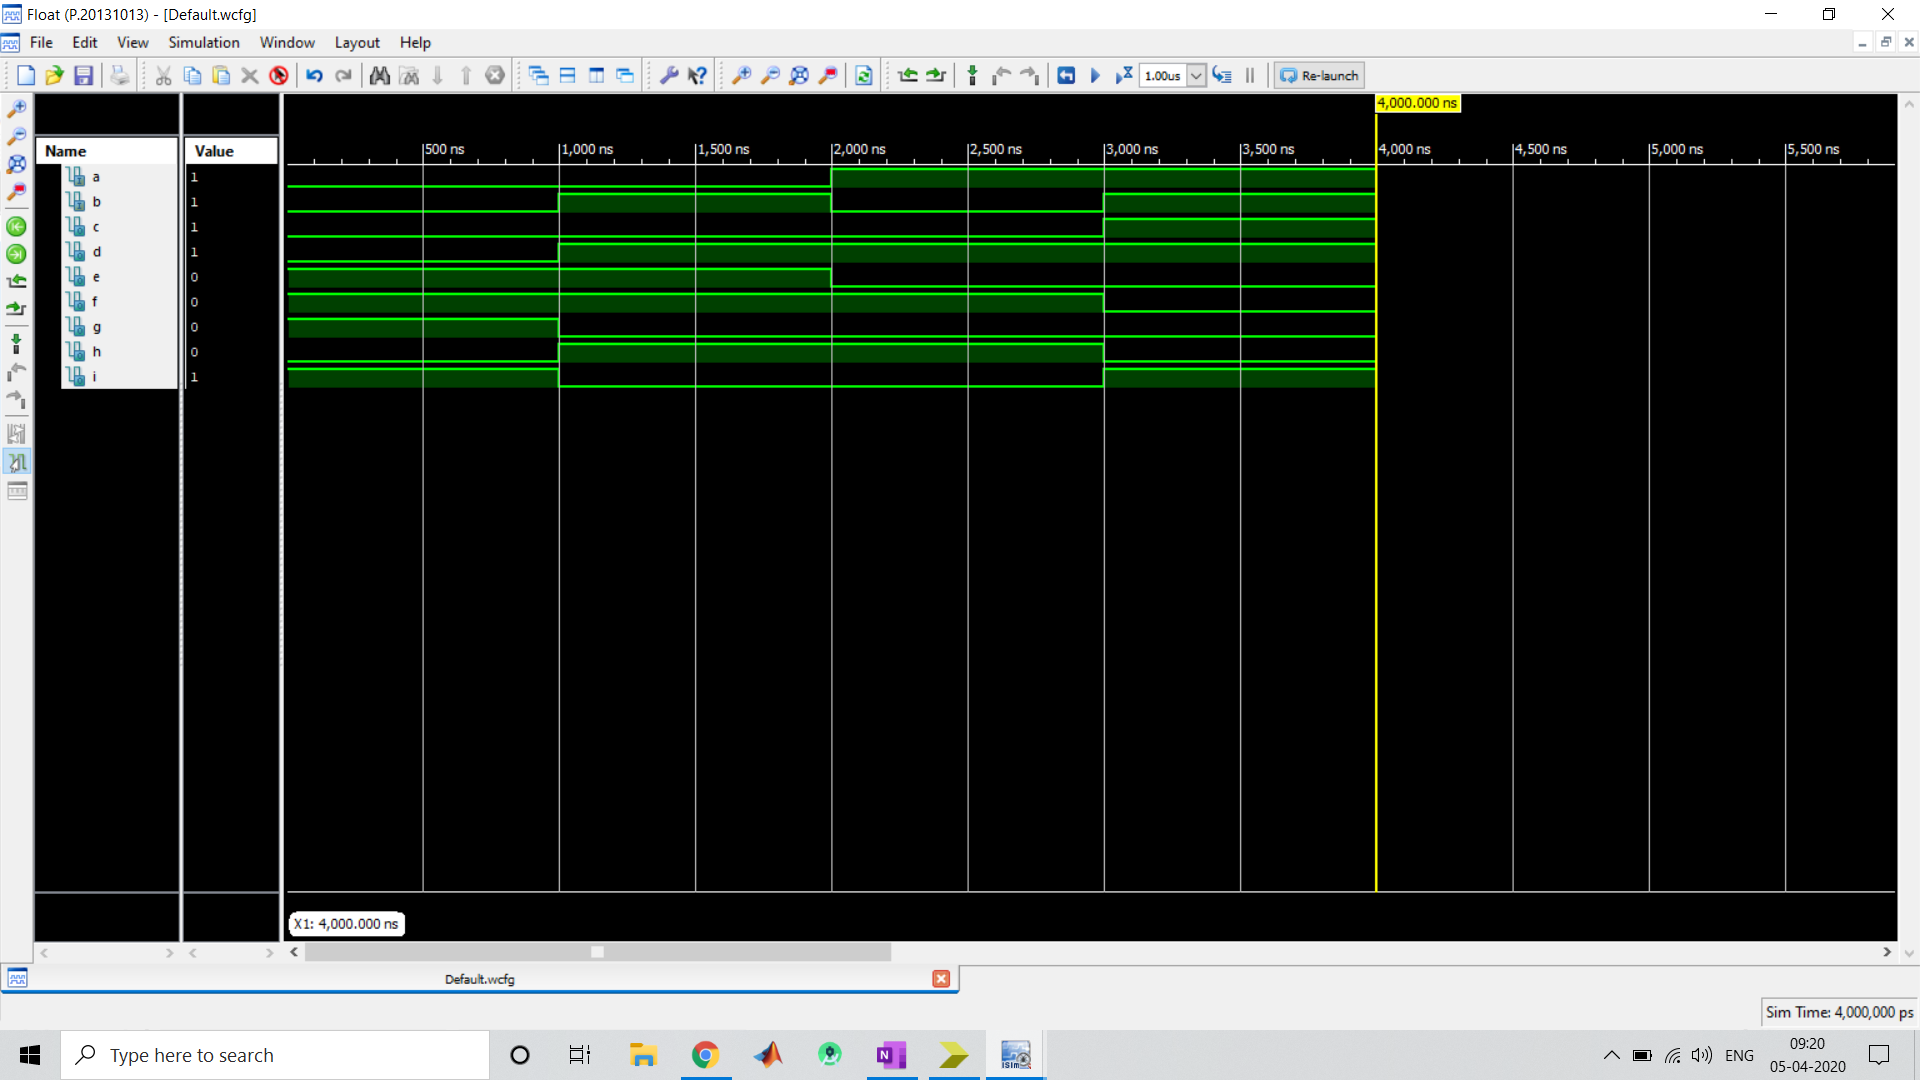 Float (P.20131013) - [Default.wcfg]
File Edit View Simulation Window Layout Help
1.00us Re-launch
4,000.000 ns
Name Value
500 ns 1,000 ns 1,500 ns 2,000 ns 2,500 ns 3,000 ns 3,500 ns 4,000 ns 4,500 ns 5,000 ns 5,500 ns
a 1
b 1
c 1
d 1
e 0
f 0
g 0
h 0
i 1
X1: 4,000.000 ns
Default.wcfg
Sim Time: 4,000,000 ps
Type here to search
N
ISim
ENG
09:20
05-04-2020